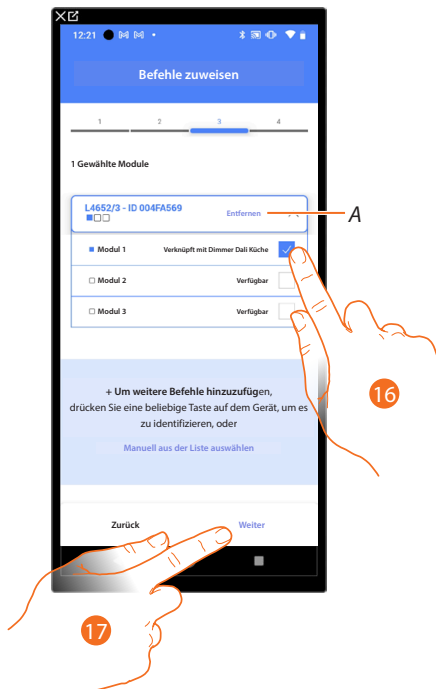 12:21
Befehle zuweisen
1 2 3 4
1 Gewählte Module
L4652/3 - ID 004FA569
Entfernen
A
Modul 1 Verknüpft mit Dimmer Dali Küche
Modul 2 Verfügbar
Modul 3 Verfügbar
16
+ Um weitere Befehle hinzuzufügen,
drücken Sie eine beliebige Taste auf dem Gerät, um es
zu identifizieren, oder
Manuell aus der Liste auswählen
Zurück Weiter
17